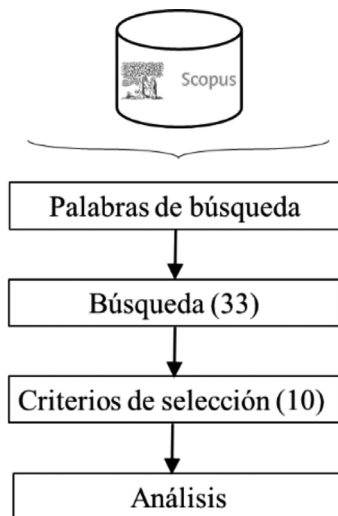 Scopus
Palabras de búsqueda
Búsqueda (33)
Criterios de selección (10)
Análisis